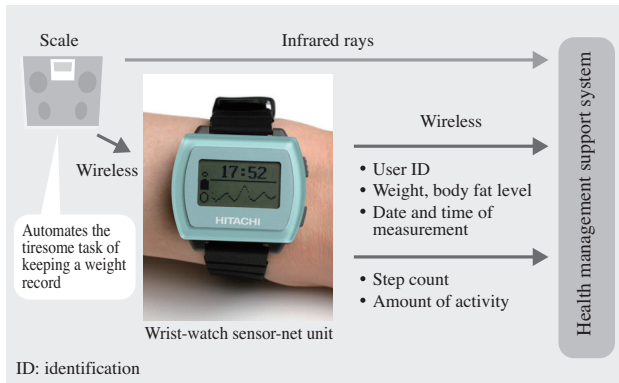 Scale
Infrared rays
Wireless
17:52
HITACHI
Automates the
tiresome task of
keeping a weight
record
Wireless
• User ID
• Weight, body fat level
• Date and time of
measurement
• Step count
• Amount of activity
Health management support system
Wrist-watch sensor-net unit
ID: identification